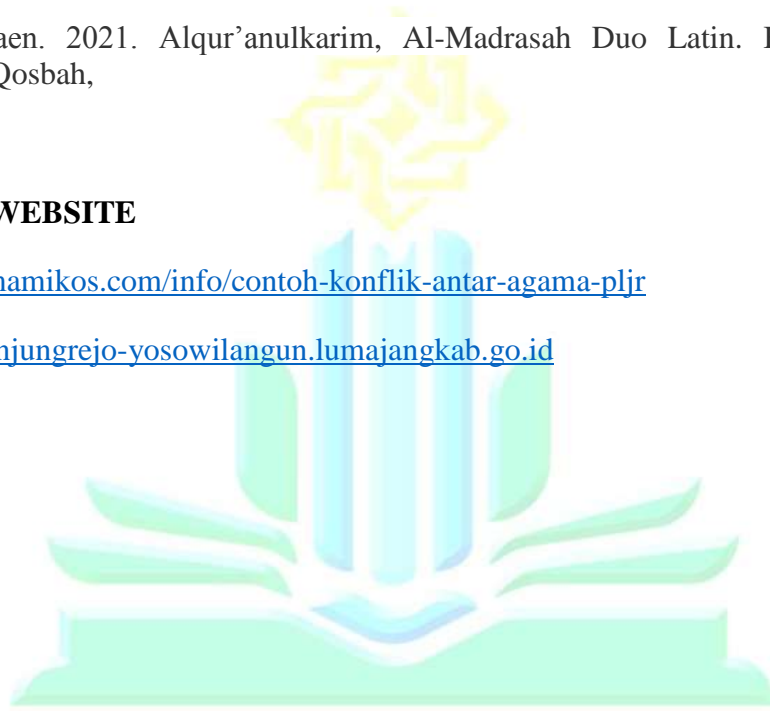 aen. 2021. Alqur’anulkarim, Al-Madrasah Duo Latin.
Qosbah,
WEBSITE
namikos.com/info/contoh-konflik-antar-agama-pljr
njungrejo-yosowilangun.lumajangkab.go.id